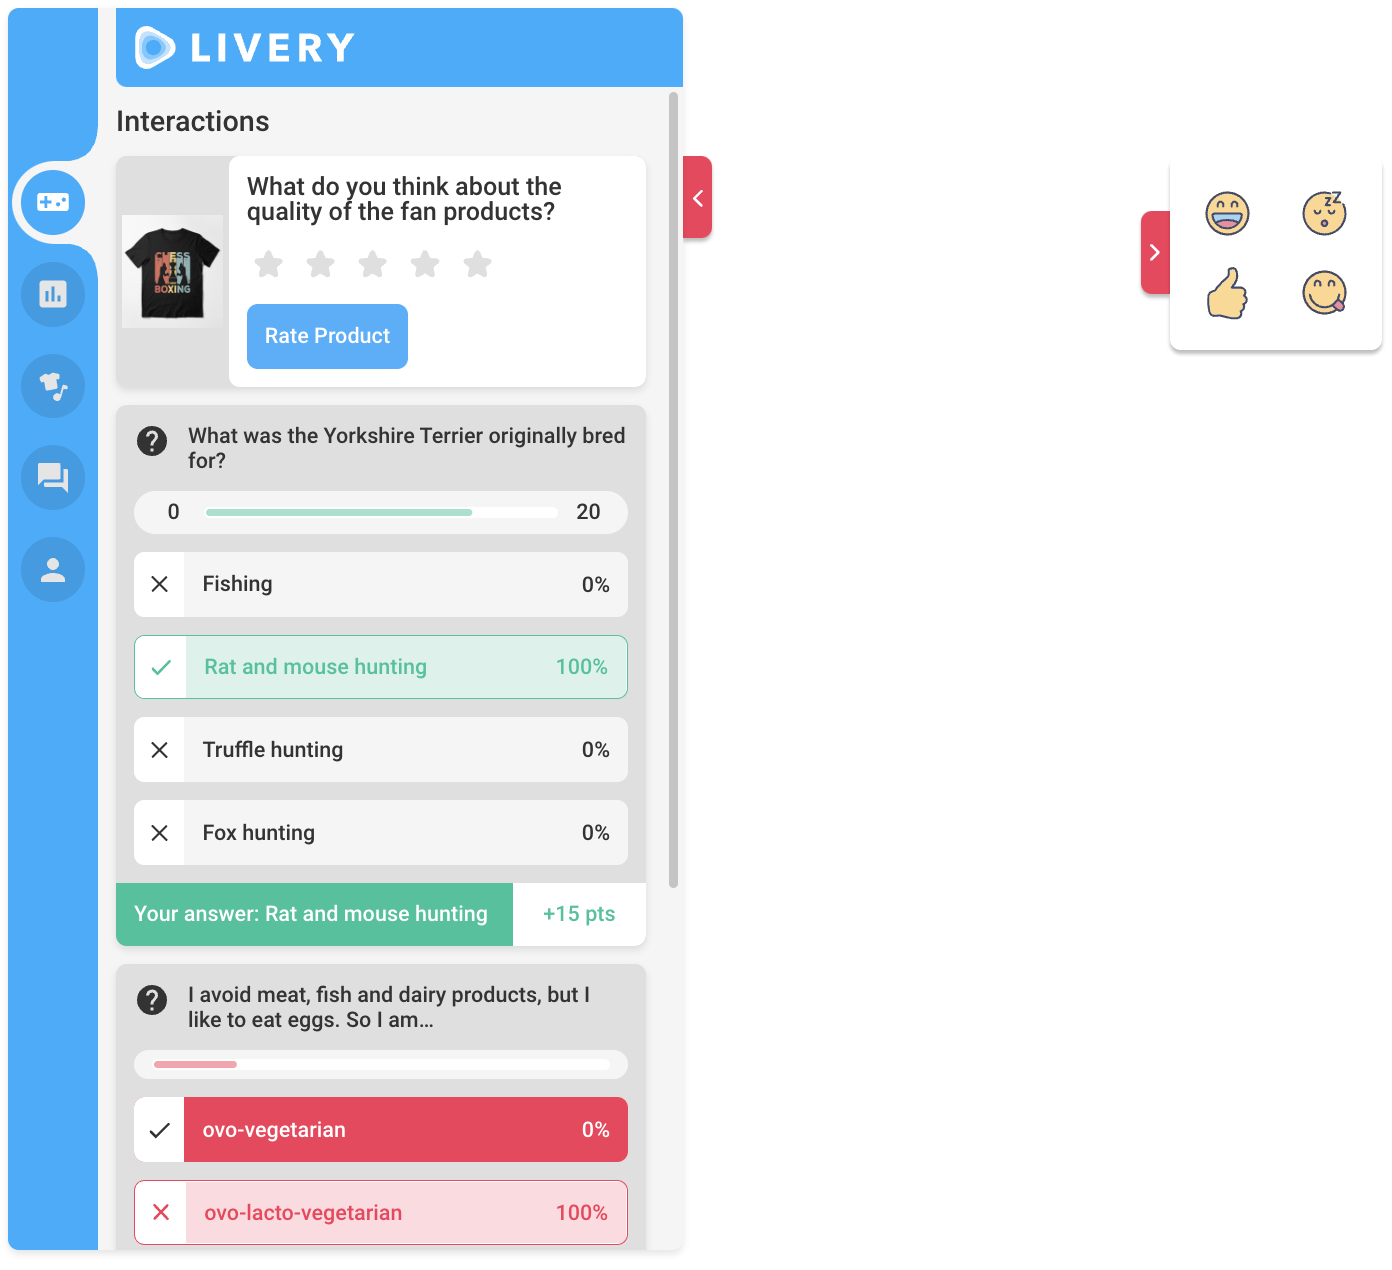 LIVERY
Interactions
What do you think about the
quality of the fan products?
CHESS
BOXING
Rate Product
What was the Yorkshire Terrier originally bred
for?
0 20
Fishing 0%
Rat and mouse hunting 100%
Truffle hunting 0%
Fox hunting 0%
Your answer: Rat and mouse hunting +15 pts
I avoid meat, fish and dairy products, but I
like to eat eggs. So I am...
ovo-vegetarian 0%
ovo-lacto-vegetarian 100%
zZ